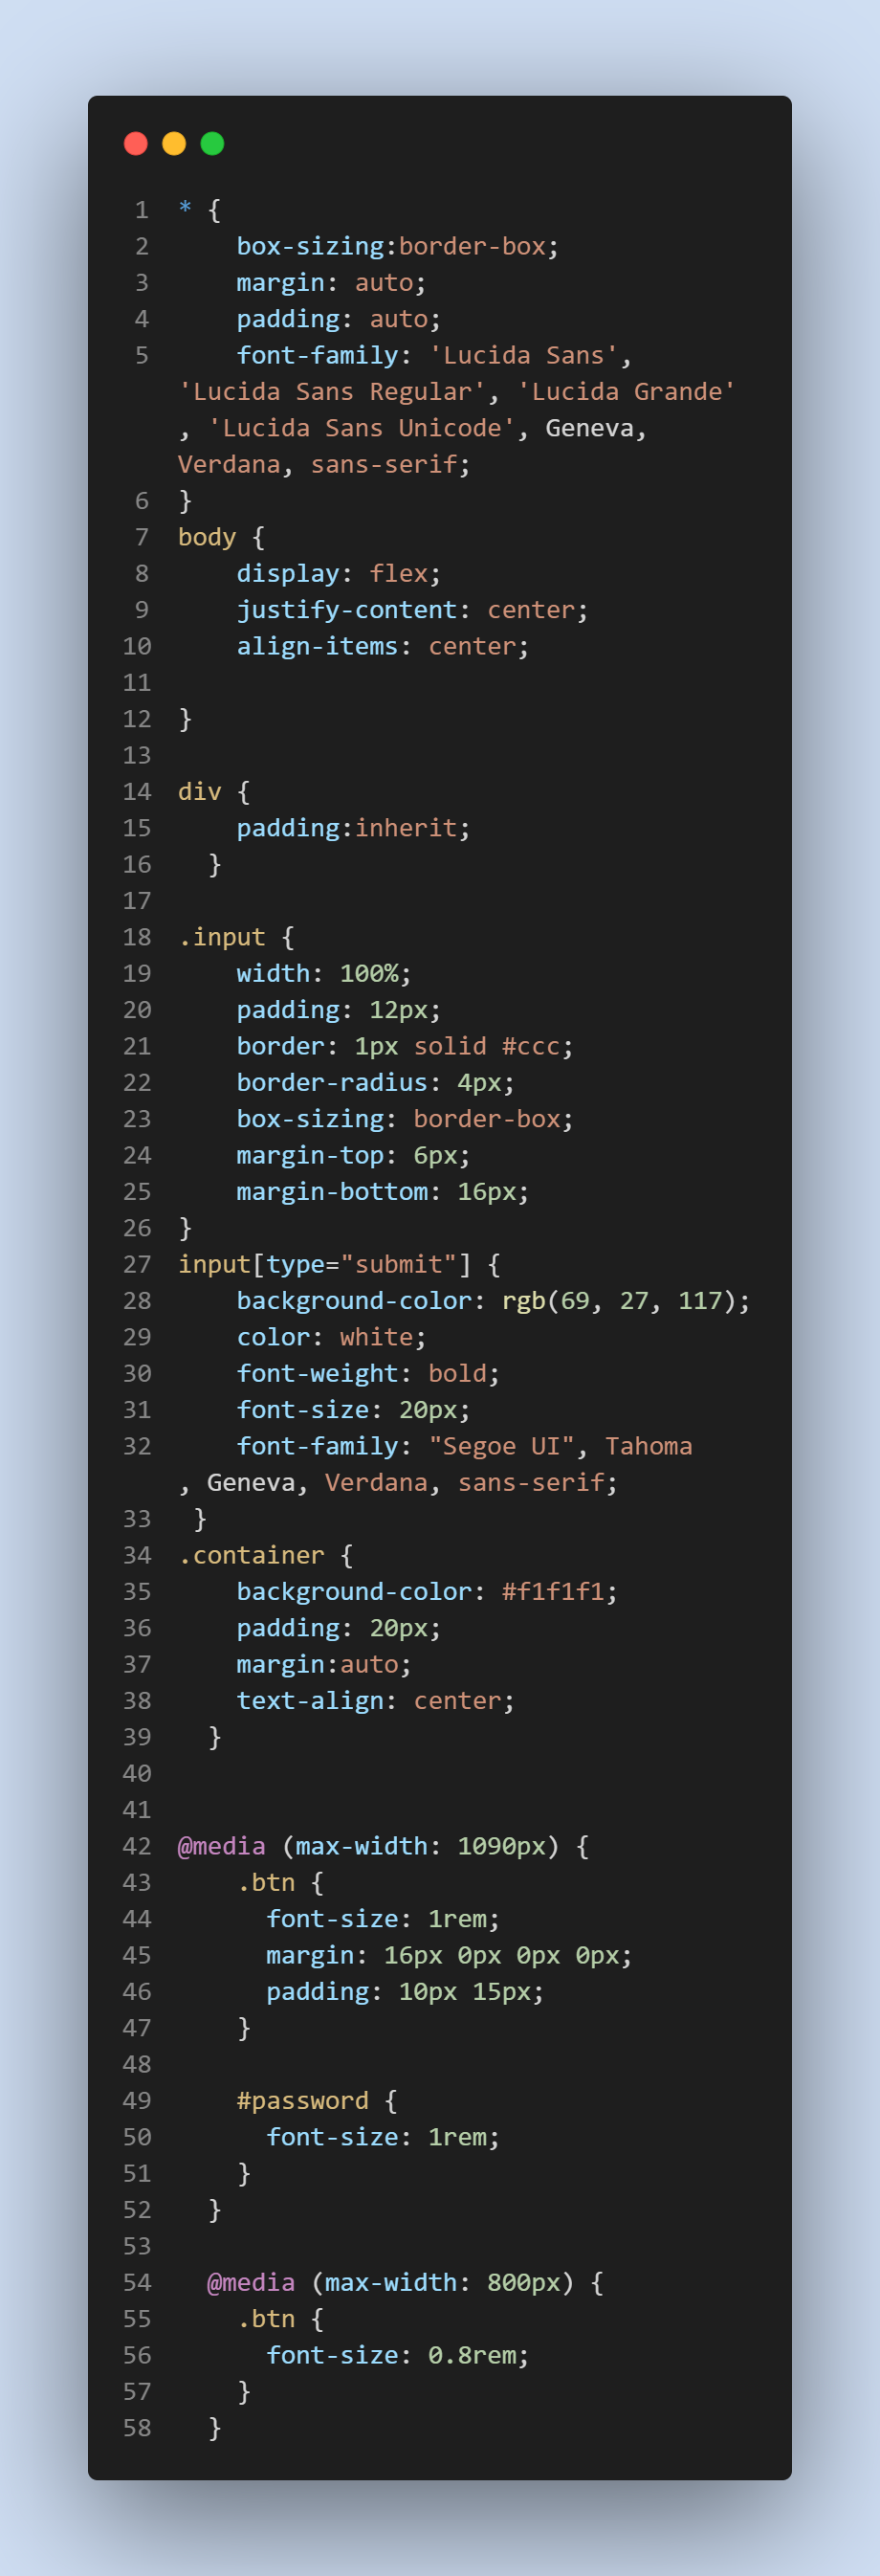 1 * {
2     box-sizing:border-box;
3     margin: auto;
4     padding: auto;
5     font-family: 'Lucida Sans',
'Lucida Sans Regular', 'Lucida Grande'
, 'Lucida Sans Unicode', Geneva,
Verdana, sans-serif;
6 }
7 body {
8     display: flex;
9     justify-content: center;
10     align-items: center;
11
12 }
13
14 div {
15     padding:inherit;
16   }
17
18 .input {
19     width: 100%;
20     padding: 12px;
21     border: 1px solid #ccc;
22     border-radius: 4px;
23     box-sizing: border-box;
24     margin-top: 6px;
25     margin-bottom: 16px;
26 }
27 input[type="submit"] {
28     background-color: rgb(69, 27, 117);
29     color: white;
30     font-weight: bold;
31     font-size: 20px;
32     font-family: "Segoe UI", Tahoma
, Geneva, Verdana, sans-serif;
33  }
34 .container {
35     background-color: #f1f1f1;
36     padding: 20px;
37     margin:auto;
38     text-align: center;
39   }
40
41
42 @media (max-width: 1090px) {
43     .btn {
44       font-size: 1rem;
45       margin: 16px 0px 0px 0px;
46       padding: 10px 15px;
47     }
48
49     #password {
50       font-size: 1rem;
51     }
52   }
53
54   @media (max-width: 800px) {
55     .btn {
56       font-size: 0.8rem;
57     }
58   }